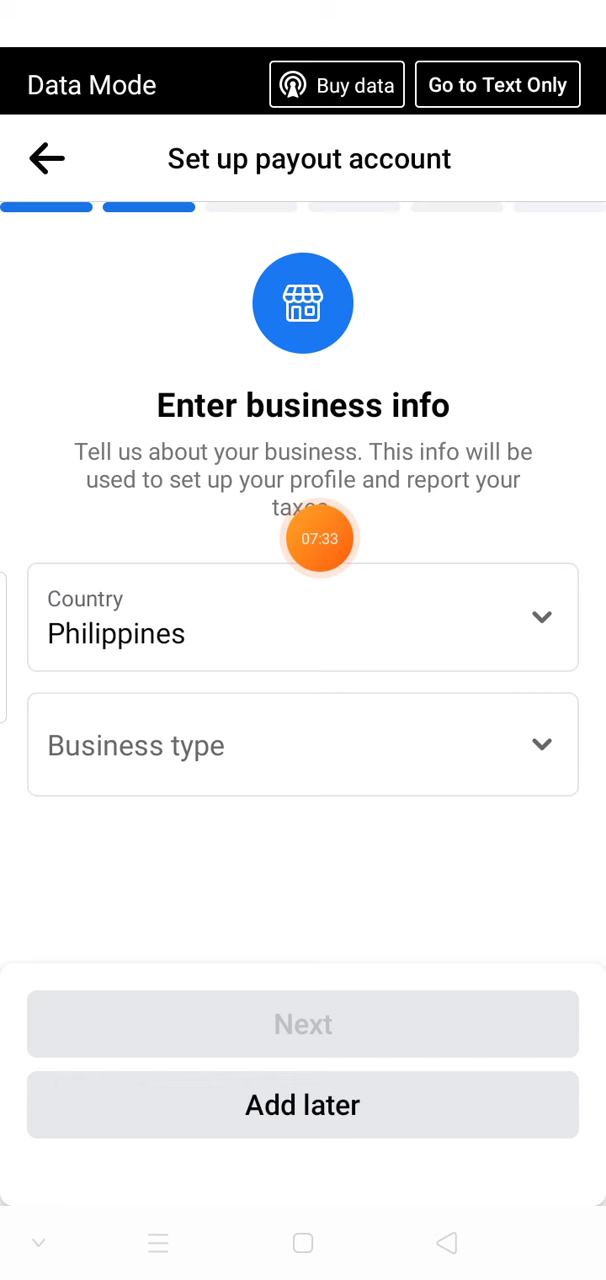 Data Mode
Buy data
Go to Text Only
Set up payout account
Enter business info
Tell us about your business. This info will be
used to set up your profile and report your
07:33
Country
Philippines
Business type
Next
Add later